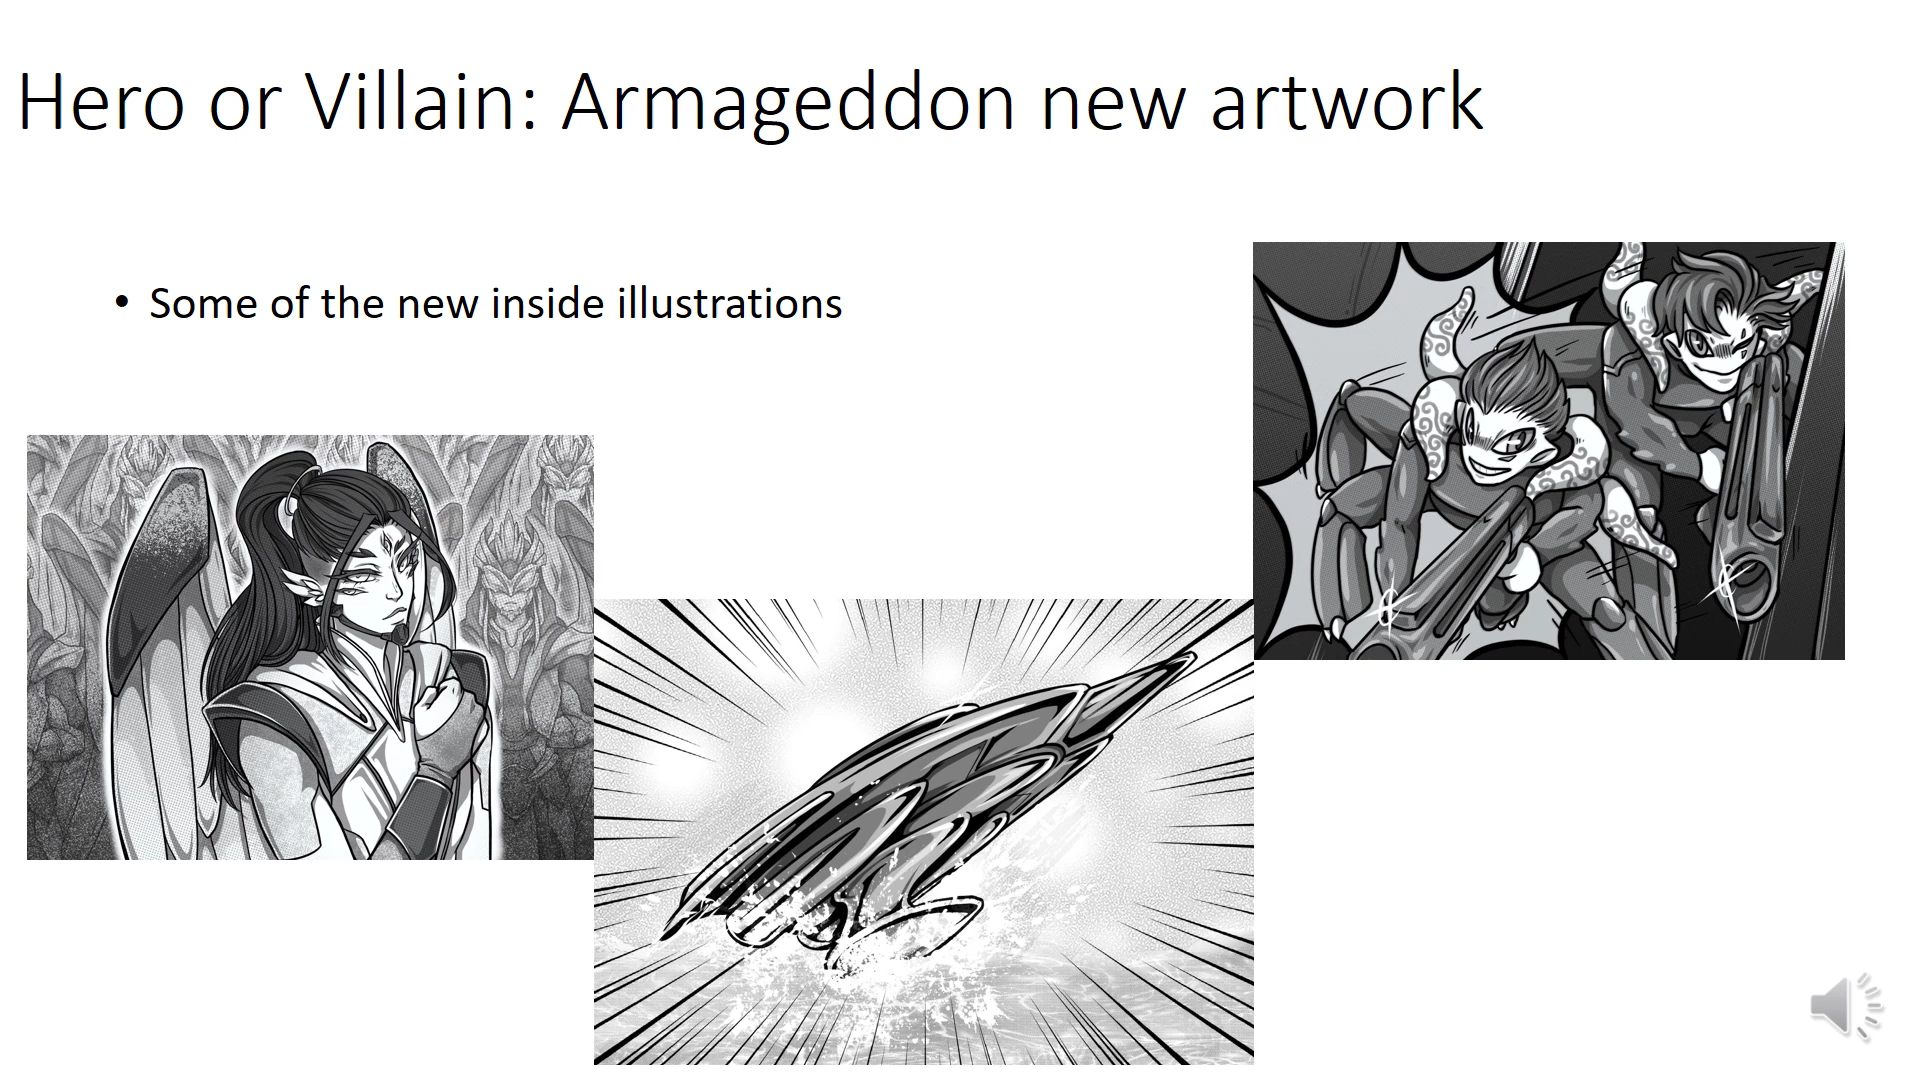 Hero or Villain: Armageddon new artwork
• Some of the new inside illustrations